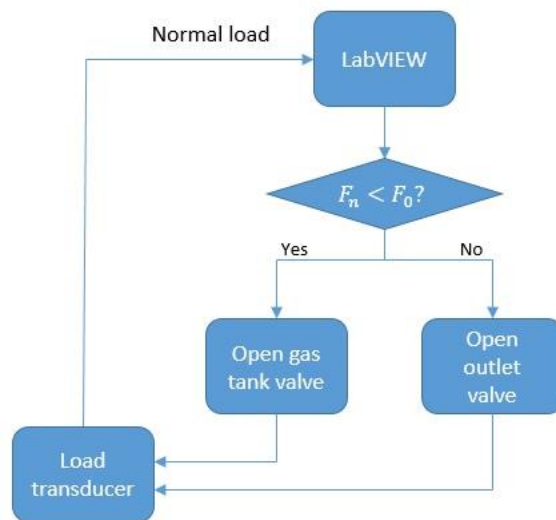 Normal load
LabVIEW
Fₙ < F₀?
Yes
No
Open gas
tank valve
Open
outlet
valve
Load
transducer